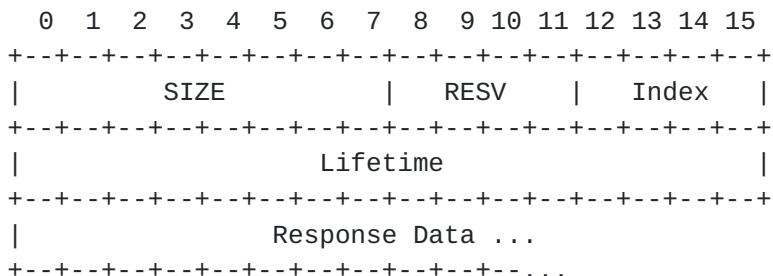 0  1  2  3  4  5  6  7  8  9 10 11 12 13 14 15
+--+--+--+--+--+--+--+--+--+--+--+--+--+--+--+--+
|         SIZE          |   RESV    |   Index   |
+--+--+--+--+--+--+--+--+--+--+--+--+--+--+--+--+
|                   Lifetime                    |
+--+--+--+--+--+--+--+--+--+--+--+--+--+--+--+--+
|                Response Data ...
+--+--+--+--+--+--+--+--+--+--+--...